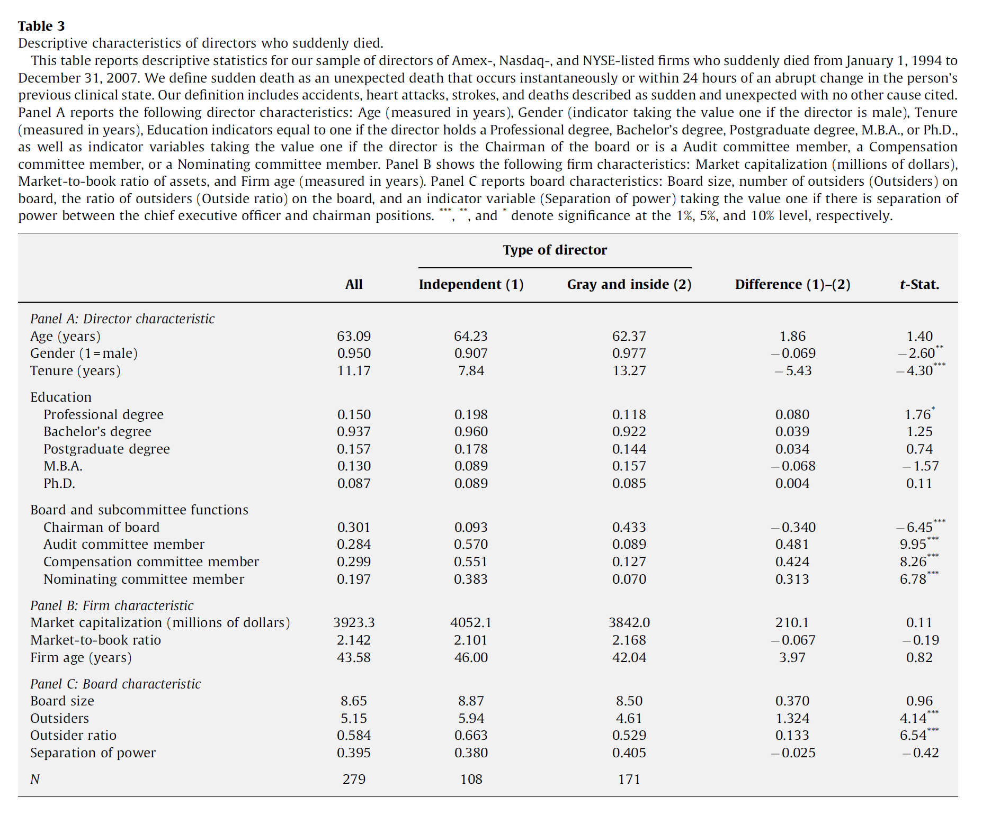 Table 3
Descriptive characteristics of directors who suddenly died.
This table reports descriptive statistics for our sample of directors of Amex-, Nasdaq-, and NYSE-listed firms who suddenly died from January 1, 1994 to
December 31, 2007. We define sudden death as an unexpected death that occurs instantaneously or within 24 hours of an abrupt change in the person's
previous clinical state. Our definition includes accidents, heart attacks, strokes, and deaths described as sudden and unexpected with no other cause cited.
Panel A reports the following director characteristics: Age (measured in years), Gender (indicator taking the value one if the director is male), Tenure
(measured in years), Education indicators equal to one if the director holds a Professional degree, Bachelor's degree, Postgraduate degree, M.B.A., or Ph.D.,
as well as indicator variables taking the value one if the director is the Chairman of the board or is a Audit committee member, a Compensation
committee member, or a Nominating committee member. Panel B shows the following firm characteristics: Market capitalization (millions of dollars),
Market-to-book ratio of assets, and Firm age (measured in years). Panel C reports board characteristics: Board size, number of outsiders (Outsiders) on
board, the ratio of outsiders (Outside ratio) on the board, and an indicator variable (Separation of power) taking the value one if there is separation of
power between the chief executive officer and chairman positions. ***, **, and * denote significance at the 1%, 5%, and 10% level, respectively.
Type of director
All Independent (1) Gray and inside (2) Difference (1)–(2) t-Stat.
Panel A: Director characteristic
Age (years) 63.09 64.23 62.37 1.86 1.40
Gender (1=male) 0.950 0.907 0.977 −0.069 −2.60**
Tenure (years) 11.17 7.84 13.27 −5.43 −4.30***
Education
Professional degree 0.150 0.198 0.118 0.080 1.76*
Bachelor's degree 0.937 0.960 0.922 0.039 1.25
Postgraduate degree 0.157 0.178 0.144 0.034 0.74
M.B.A. 0.130 0.089 0.157 −0.068 −1.57
Ph.D. 0.087 0.089 0.085 0.004 0.11
Board and subcommittee functions
Chairman of board 0.301 0.093 0.433 −0.340 −6.45***
Audit committee member 0.284 0.570 0.089 0.481 9.95***
Compensation committee member 0.299 0.551 0.127 0.424 8.26***
Nominating committee member 0.197 0.383 0.070 0.313 6.78***
Panel B: Firm characteristic
Market capitalization (millions of dollars) 3923.3 4052.1 3842.0 210.1 0.11
Market-to-book ratio 2.142 2.101 2.168 −0.067 −0.19
Firm age (years) 43.58 46.00 42.04 3.97 0.82
Panel C: Board characteristic
Board size 8.65 8.87 8.50 0.370 0.96
Outsiders 5.15 5.94 4.61 1.324 4.14***
Outsider ratio 0.584 0.663 0.529 0.133 6.54***
Separation of power 0.395 0.380 0.405 −0.025 −0.42
N 279 108 171